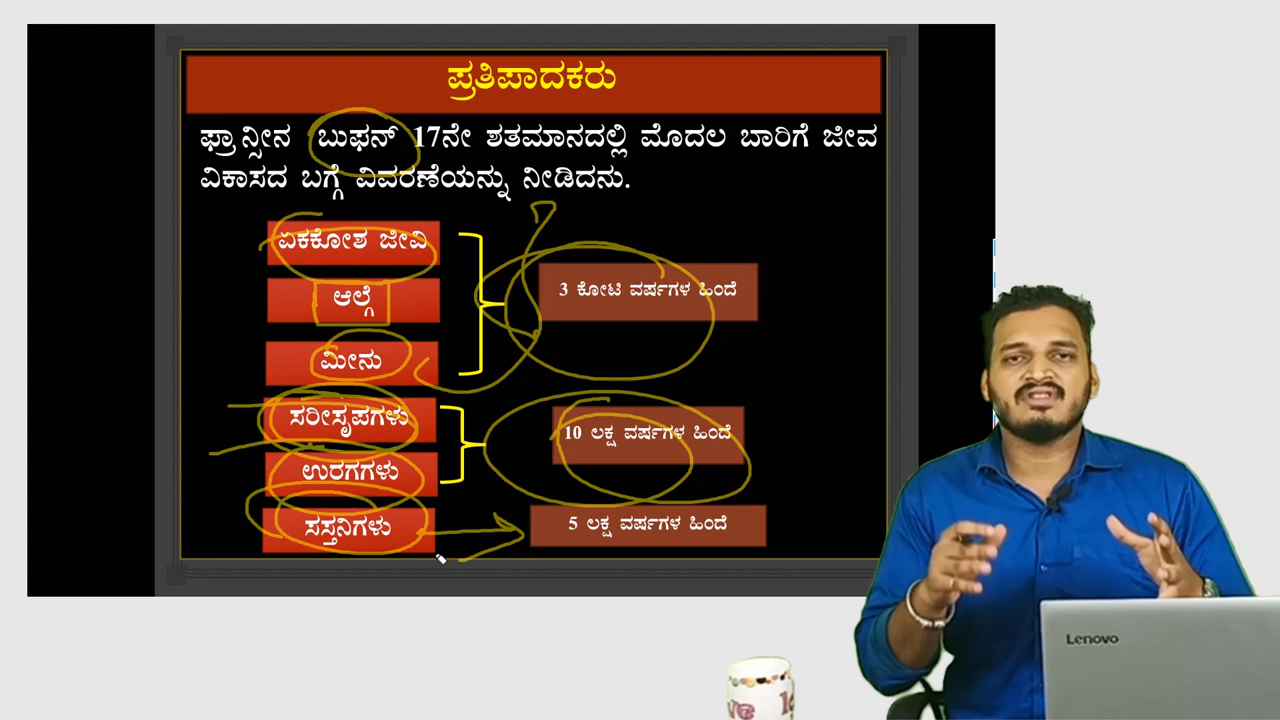 ಪ್ರತಿಪಾದಕರು
ಫ್ರಾನ್ಸೀನ ಬುಫನ್ 17ನೇ ಶತಮಾನದಲ್ಲಿ ಮೊದಲ ಬಾರಿಗೆ ಜೀವ
ವಿಕಾಸದ ಬಗ್ಗೆ ವಿವರಣೆಯನ್ನು ನೀಡಿದನು.
ಏಕಕೋಶ ಜೀವಿ
ಆಲ್ಗೆ
3 ಕೋಟಿ ವರ್ಷಗಳ ಹಿಂದೆ
ಮೀನು
ಸರೀಸೃಪಗಳು
10 ಲಕ್ಷ ವರ್ಷಗಳ ಹಿಂದೆ
ಉರಗಗಳು
ಸಸ್ತನಿಗಳು
5 ಲಕ್ಷ ವರ್ಷಗಳ ಹಿಂದೆ
Lenovo